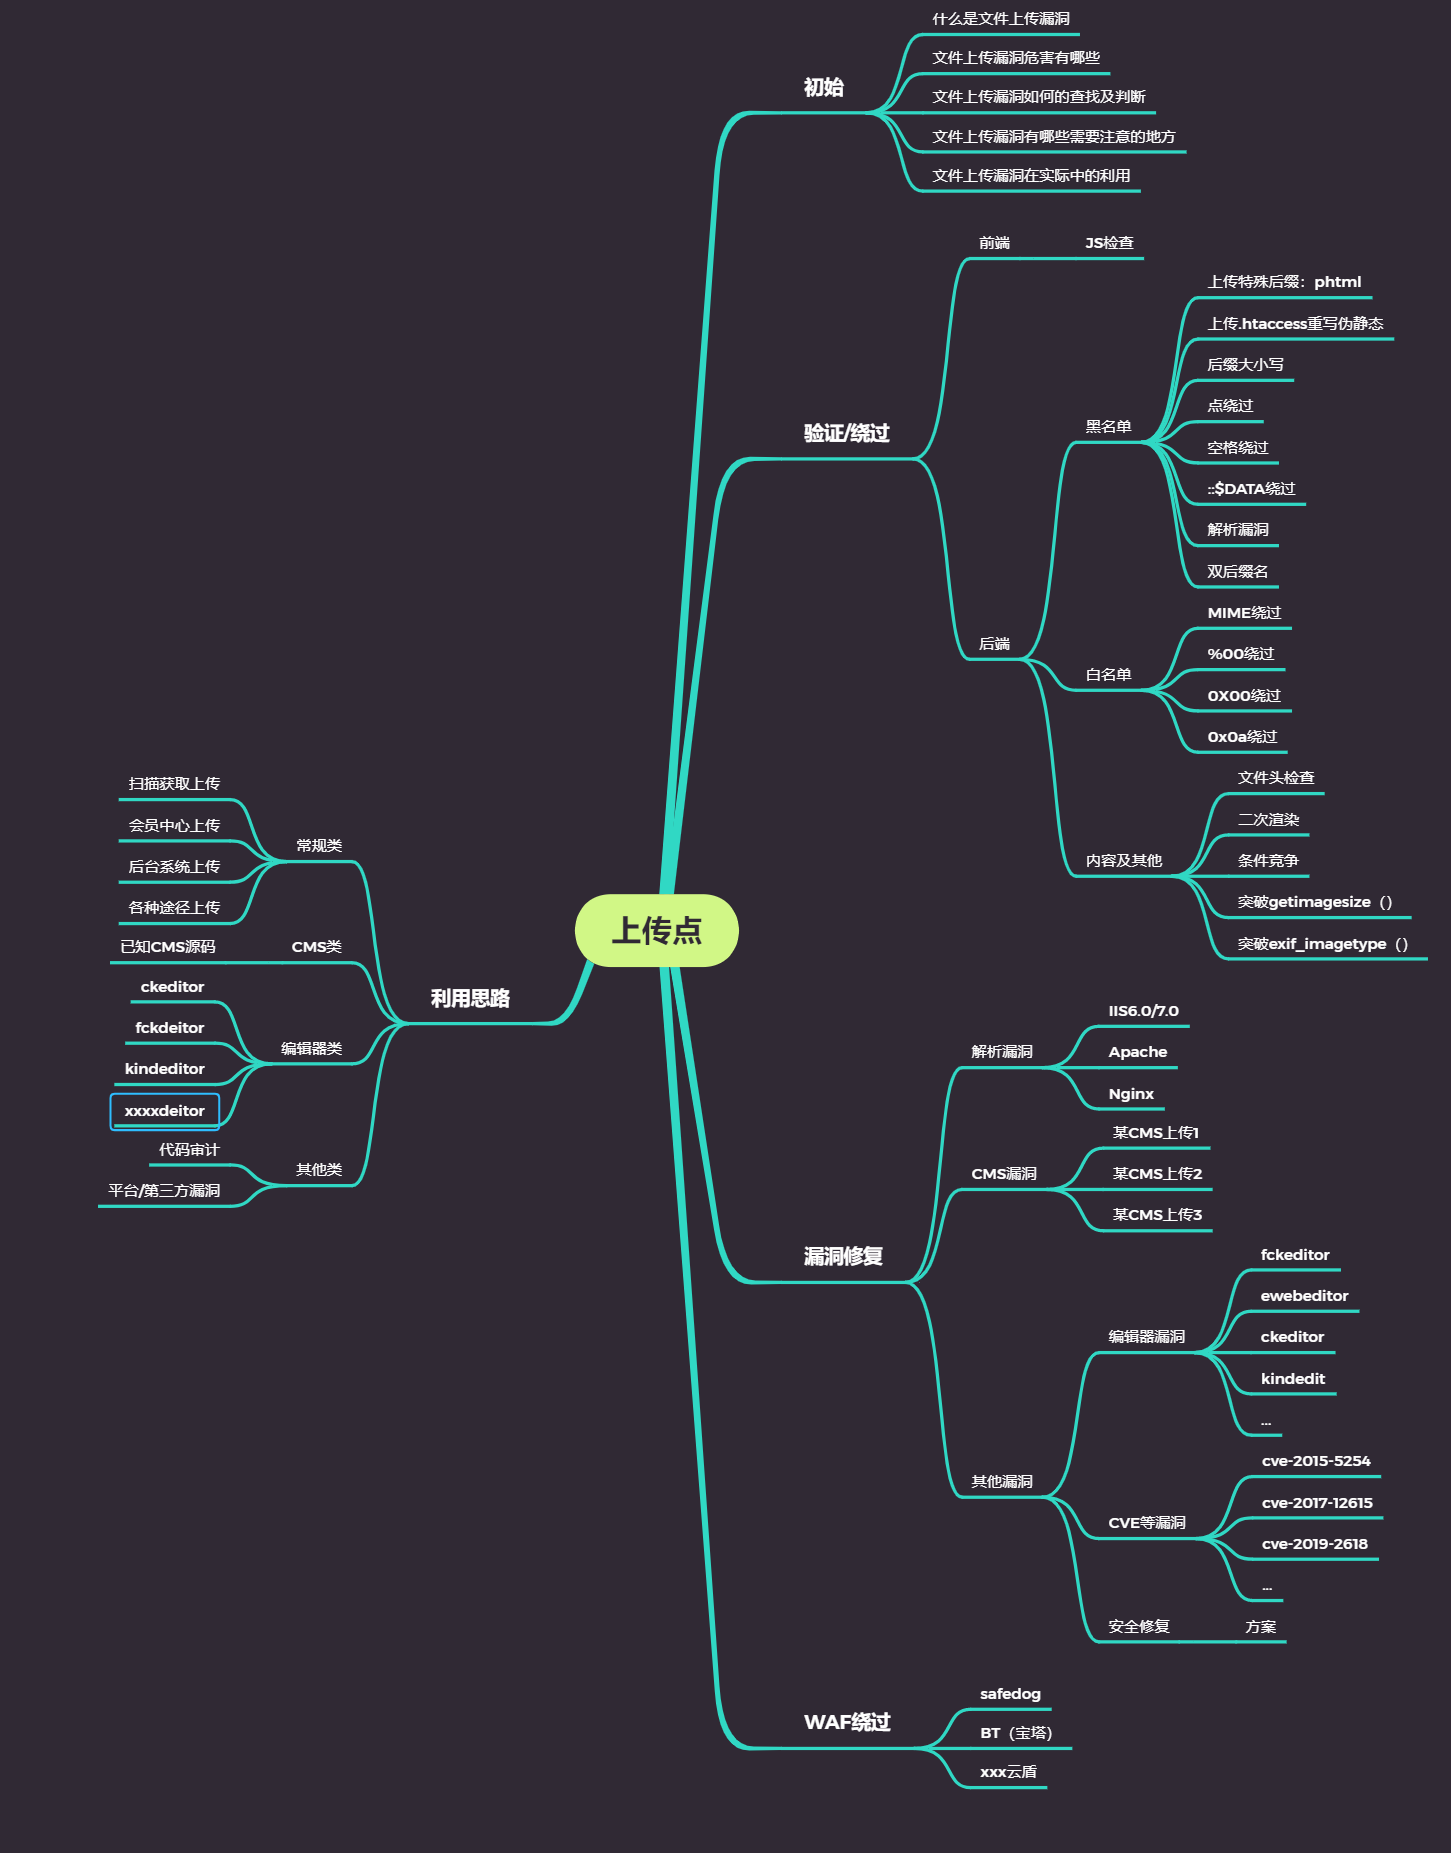 上传点
初始
什么是文件上传漏洞
文件上传漏洞危害有哪些
文件上传漏洞如何的查找及判断
文件上传漏洞有哪些需要注意的地方
文件上传漏洞在实际中的利用
验证/绕过
前端
JS检查
后端
黑名单
上传特殊后缀：phtml
上传.htaccess重写伪静态
后缀大小写
点绕过
空格绕过
::$DATA绕过
解析漏洞
双后缀名
白名单
MIME绕过
%00绕过
0X00绕过
0x0a绕过
内容及其他
文件头检查
二次渲染
条件竞争
突破getimagesize（）
突破exif_imagetype（）
漏洞修复
解析漏洞
IIS6.0/7.0
Apache
Nginx
CMS漏洞
某CMS上传1
某CMS上传2
某CMS上传3
其他漏洞
编辑器漏洞
fckeditor
ewebeditor
ckeditor
kindedit
...
CVE等漏洞
cve-2015-5254
cve-2017-12615
cve-2019-2618
...
安全修复
方案
WAF绕过
safedog
BT（宝塔）
xxx云盾
利用思路
常规类
扫描获取上传
会员中心上传
后台系统上传
各种途径上传
CMS类
已知CMS源码
编辑器类
ckeditor
fckdeitor
kindeditor
xxxxdeitor
其他类
代码审计
平台/第三方漏洞